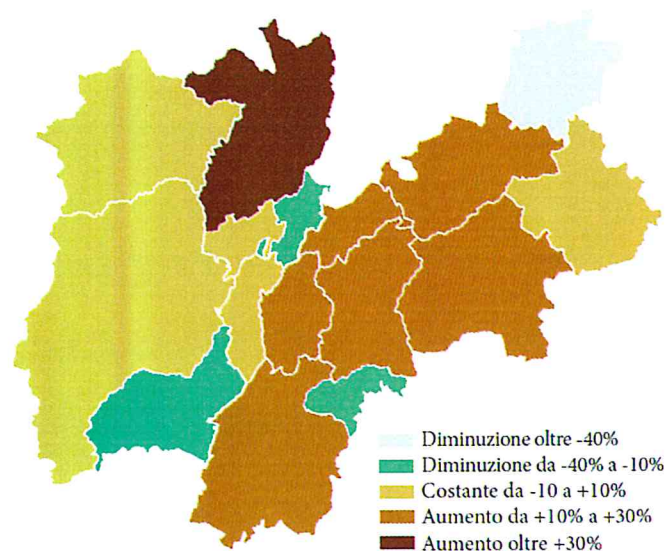 Diminuzione oltre -40%
Diminuzione da -40% a -10%
Costante da -10 a +10%
Aumento da +10% a +30%
Aumento oltre +30%